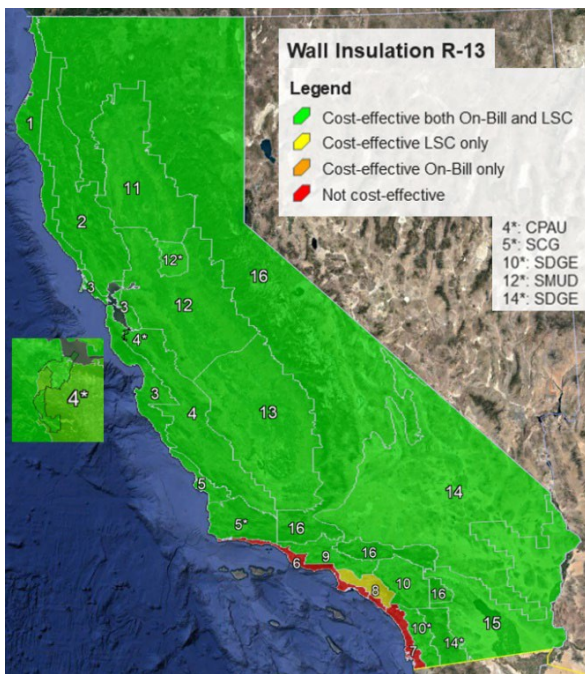 Wall Insulation R-13
Legend
Cost-effective both On-Bill and LSC
Cost-effective LSC only
Cost-effective On-Bill only
Not cost-effective
4*: CPAU
5*: SCG
10*: SDGE
12*: SMUD
14*: SDGE
1
11
2
12*
16
3
3
12
4*
4*
3
4
13
5
14
5*
16
6
9
16
8
10
16
15
10*
14*
7